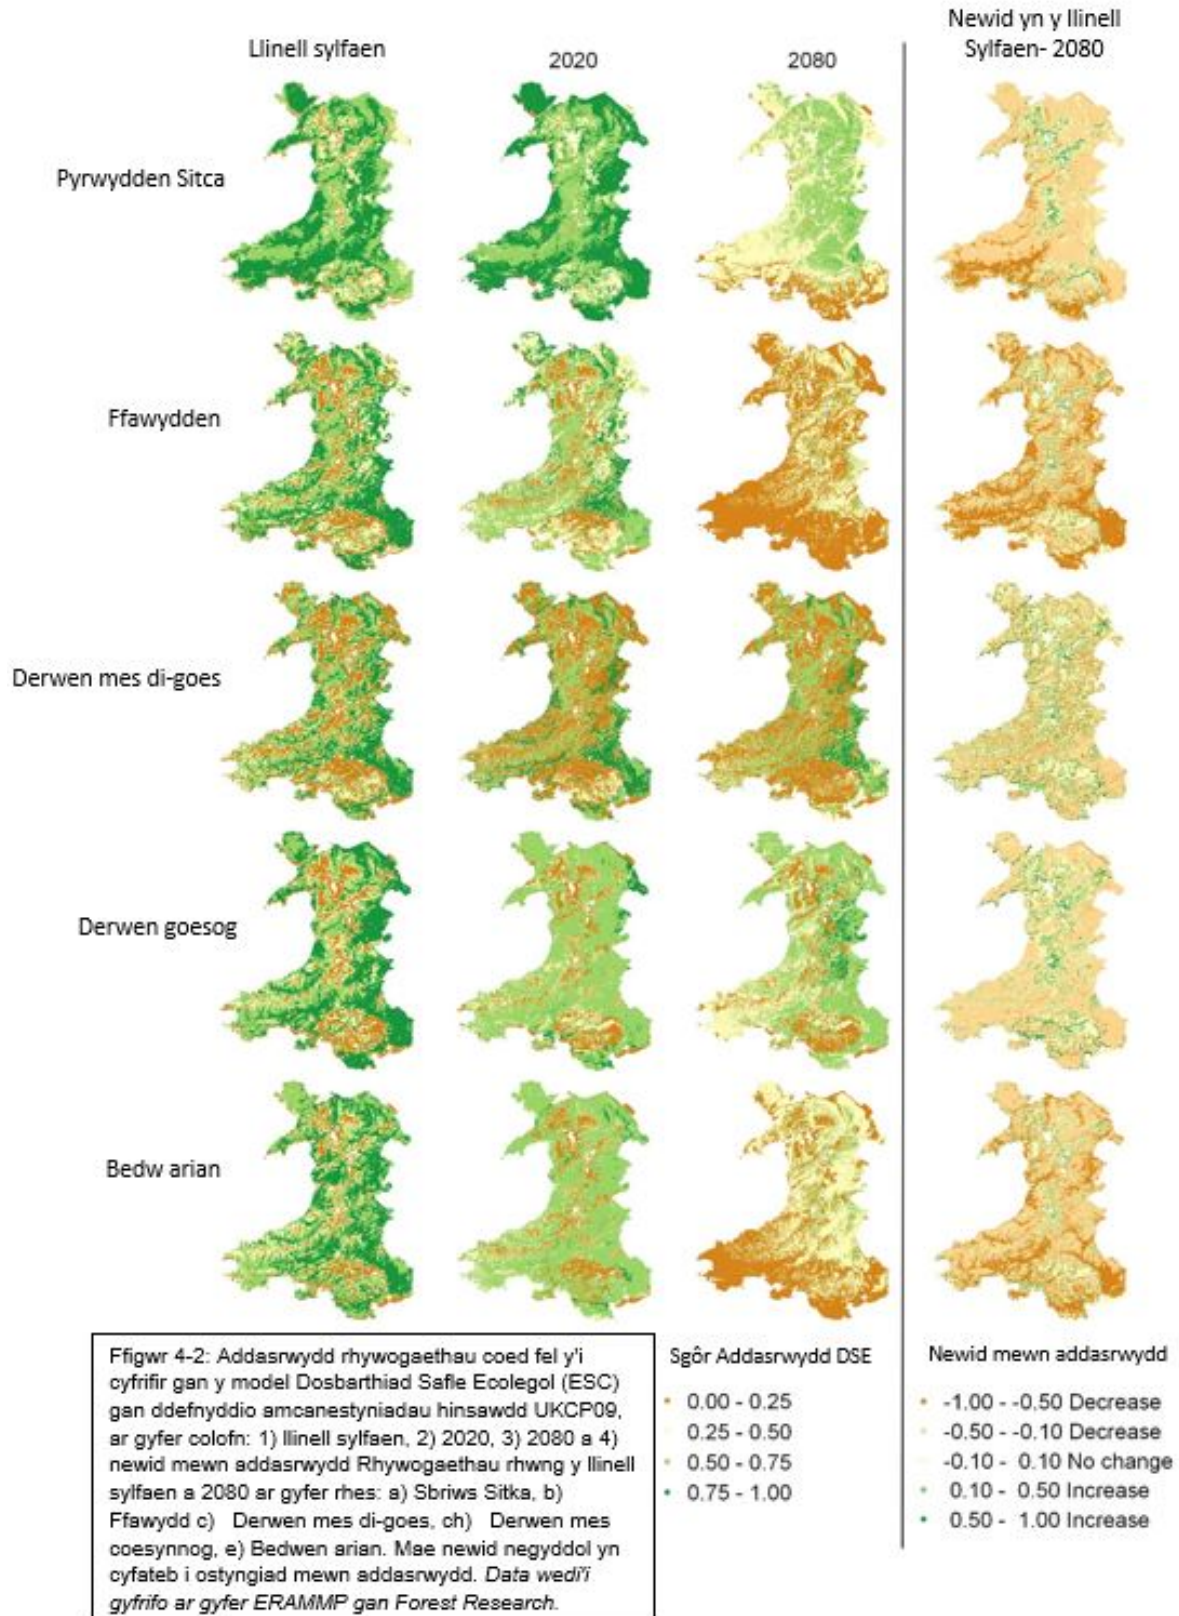 Newid yn y llinell
Llinell sylfaen
2020
2080
Sylfaen- 2080
Pyrwydden Sitca
Ffawydden
Derwen mes di-goes
Derwen goesog
Bedw arian
Ffigwr 4-2: Addasrwydd rhywogaethau coed fel y'i
cyfrifir gan y model Dosbarthiad Safle Ecolegol (ESC)
gan ddefnyddio amcanestyniadau hinsawdd UKCP09,
ar gyfer colofn: 1) llinell sylfaen, 2) 2020, 3) 2080 a 4)
newid mewn addasrwydd Rhywogaethau rhwng y llinell
sylfaen a 2080 ar gyfer rhes: a) Sbriws Sitka, b)
Ffawydd c) Derwen mes di-goes, ch) Derwen mes
coesynnog, e) Bedwen arian. Mae newid negyddol yn
cyfateb i ostyngiad mewn addasrwydd. Data wedi'i
gyfrifo ar gyfer ERAMMP gan Forest Research.
Sgôr Addasrwydd DSE
0.00 - 0.25
0.25 - 0.50
0.50 - 0.75
0.75 - 1.00
Newid mewn addasrwydd
-1.00 - -0.50 Decrease
-0.50 - -0.10 Decrease
-0.10 - 0.10 No change
0.10 - 0.50 Increase
0.50 - 1.00 Increase